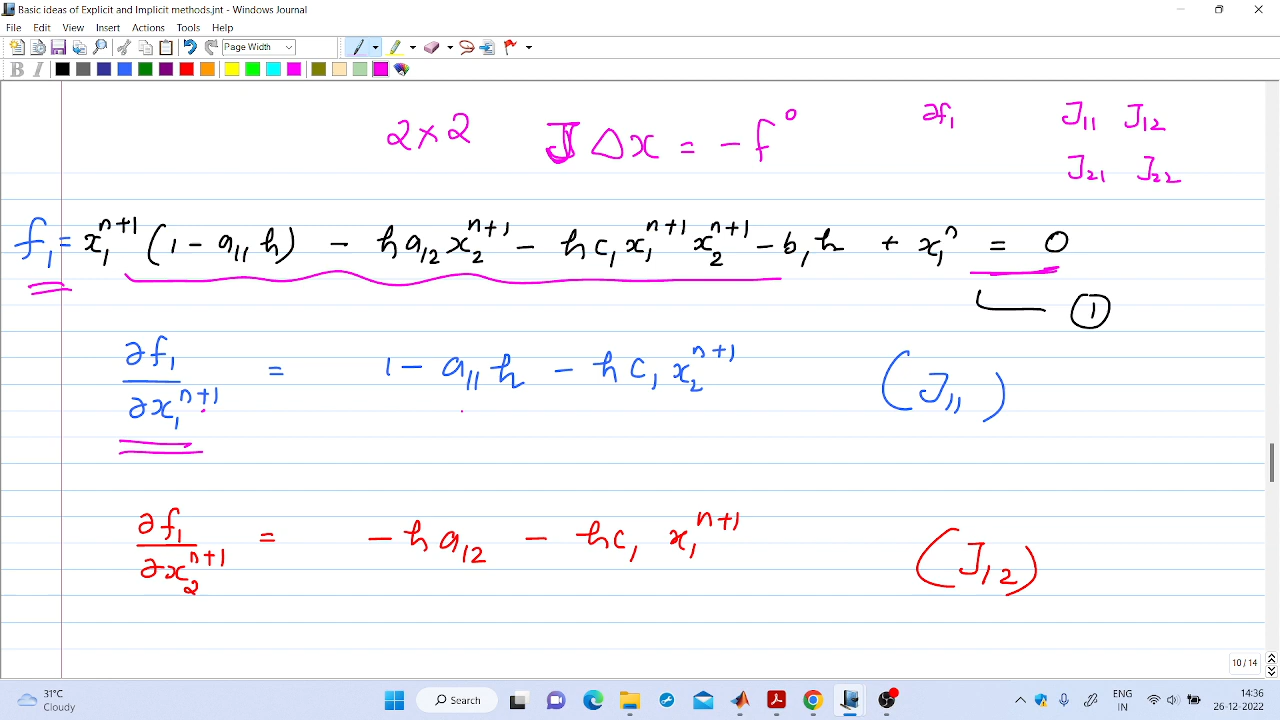 Basic ideas of Explicit and Implicit methods.jnt - Windows Journal
File Edit View Insert Actions Tools Help
Page Width
B I
2×2 J Δx = -f⁰ ∂f₁ J₁₁ J₁₂
J₂₁ J₂₂
f₁ = x₁ⁿ⁺¹ (1 - a₁₁h) - ha₁₂x₂ⁿ⁺¹ - hc₁x₁ⁿ⁺¹x₂ⁿ⁺¹ - b₁h + x₁ⁿ = 0
①
∂f₁/∂x₁ⁿ⁺¹ = 1 - a₁₁h - hc₁x₂ⁿ⁺¹ (J₁₁)
∂f₁/∂x₂ⁿ⁺¹ = -ha₁₂ - hc₁ x₁ⁿ⁺¹ (J₁₂)
10 / 14
31°C
Cloudy
Search
ENG
IN
14:36
26-12-2022